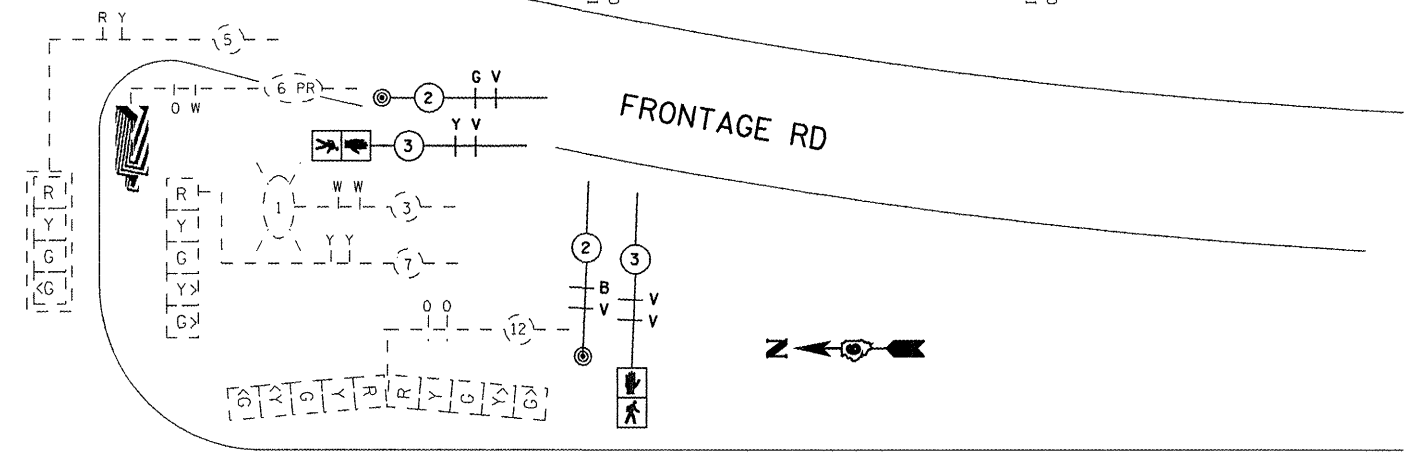 R Y
5
6 PR
O W
2
G V
3
Y V
FRONTAGE RD
R
Y
G
<G
R
Y
G
Y>
G>
1
W W
3
Y Y
7
2
B
V
3
V
V
O O
12
<G <Y G Y R R Y G <Y <G
N